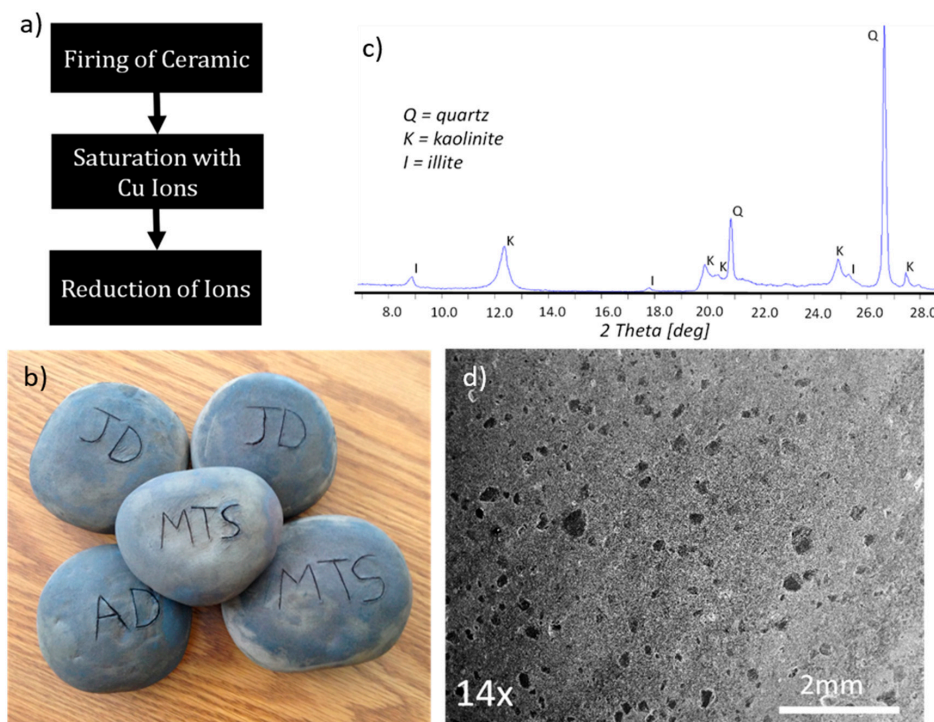 a)
Firing of Ceramic
Saturation with
Cu Ions
Reduction of Ions
c)
Q = quartz
K = kaolinite
I = illite
I
K
I
K
K
Q
K
I
Q
K
8.0 10.0 12.0 14.0 16.0 18.0 20.0 22.0 24.0 26.0 28.0
2 Theta [deg]
b)
JD
JD
MTS
AD
MTS
d)
14x
2mm